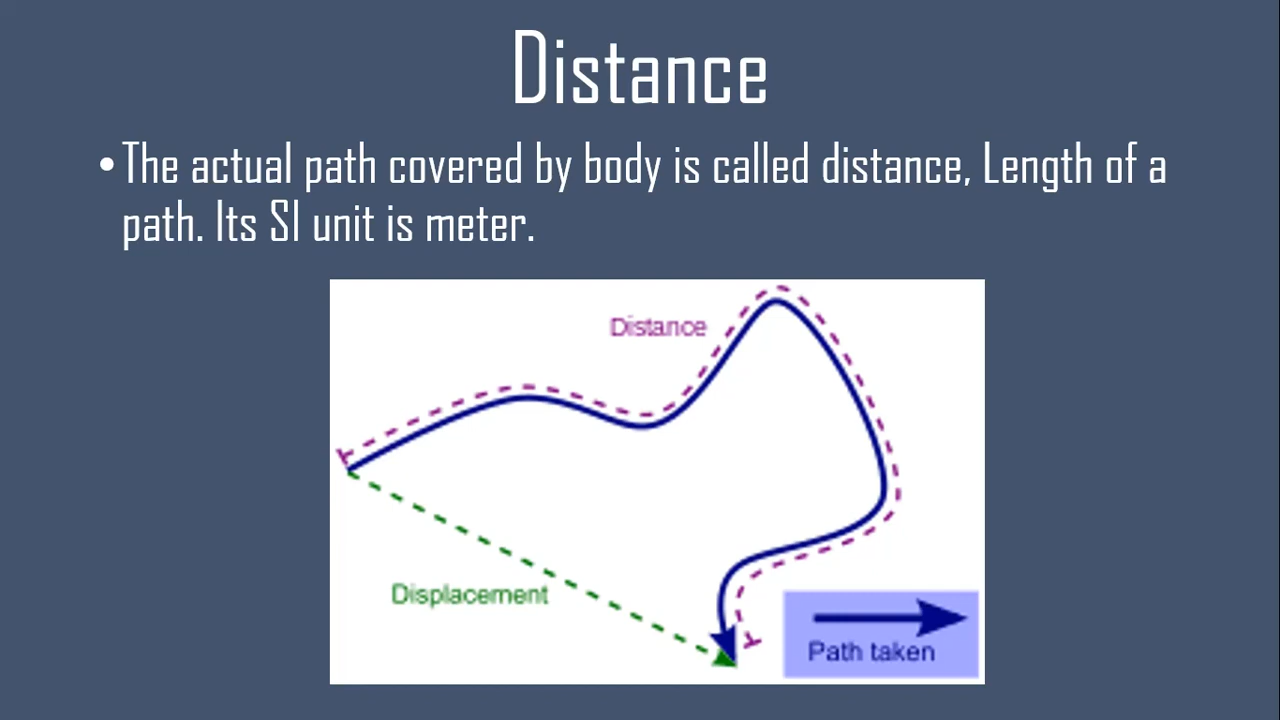 Distance
• The actual path covered by body is called distance, Length of a
path. Its SI unit is meter.
Distance
Displacement
Path taken